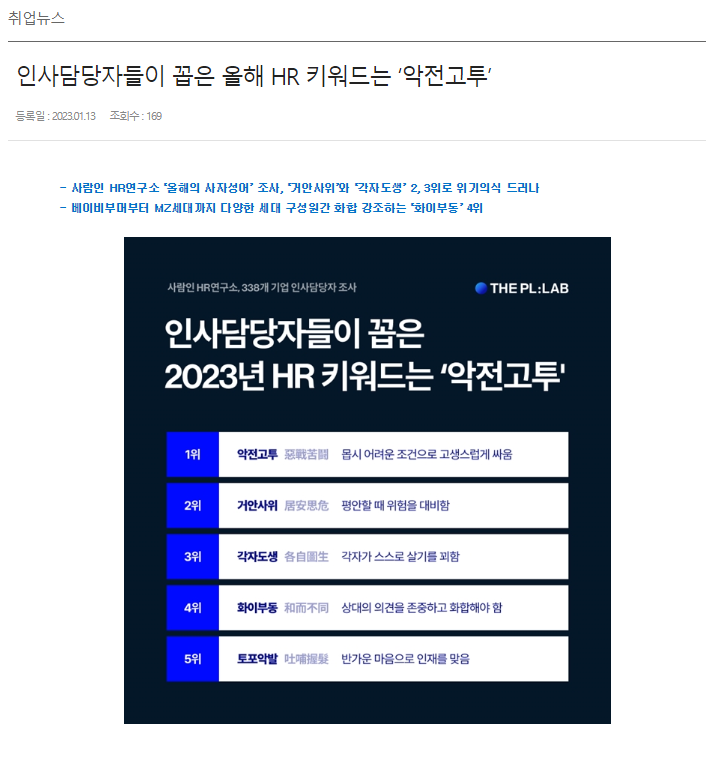 취업뉴스
인사담당자들이 꼽은 올해 HR 키워드는 ‘악전고투’
등록일 : 2023.01.13 조회수 : 169
- 사람인 HR연구소 ‘올해의 사자성어’ 조사, ‘거안사위’와 ‘각자도생’ 2, 3위로 위기의식 드러나
- 베이비부머부터 MZ세대까지 다양한 세대 구성원간 화합 강조하는 ‘화이부동’ 4위
사람인 HR연구소, 338개 기업 인사담당자 조사 THE PL:LAB
인사담당자들이 꼽은
2023년 HR 키워드는 ‘악전고투'
1위 악전고투 惡戰苦鬪 몹시 어려운 조건으로 고생스럽게 싸움
2위 거안사위 居安思危 평안할 때 위험을 대비함
3위 각자도생 各自圖生 각자가 스스로 살기를 꾀함
4위 화이부동 和而不同 상대의 의견을 존중하고 화합해야 함
5위 토포악발 吐哺握髮 반가운 마음으로 인재를 맞음